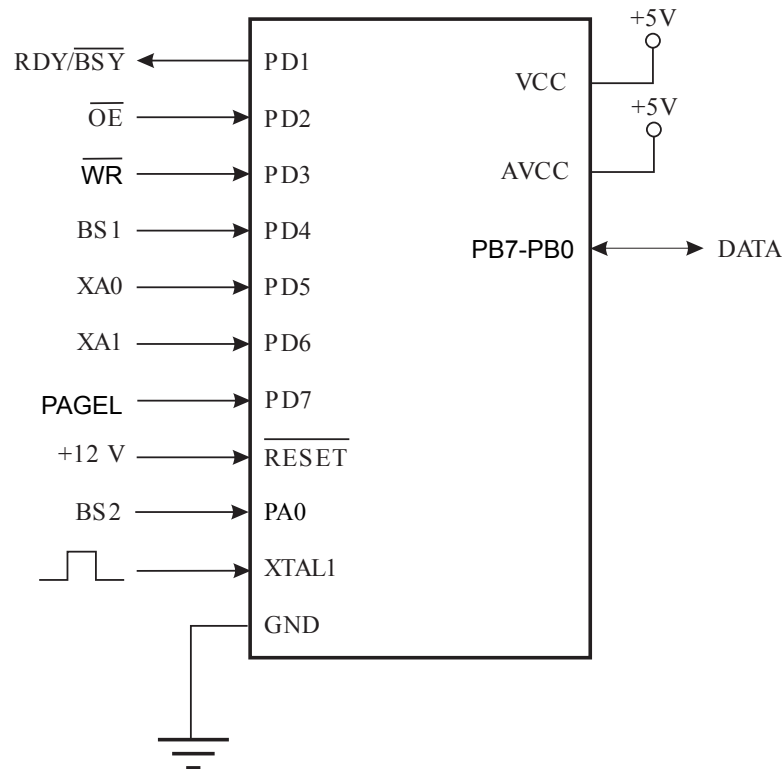 +5V
RDY/BSY PD1
VCC
+5V
OE PD2
WR PD3
AVCC
BS1 PD4
PB7-PB0 DATA
XA0 PD5
XA1 PD6
PAGEL PD7
+12 V RESET
BS2 PA0
XTAL1
GND